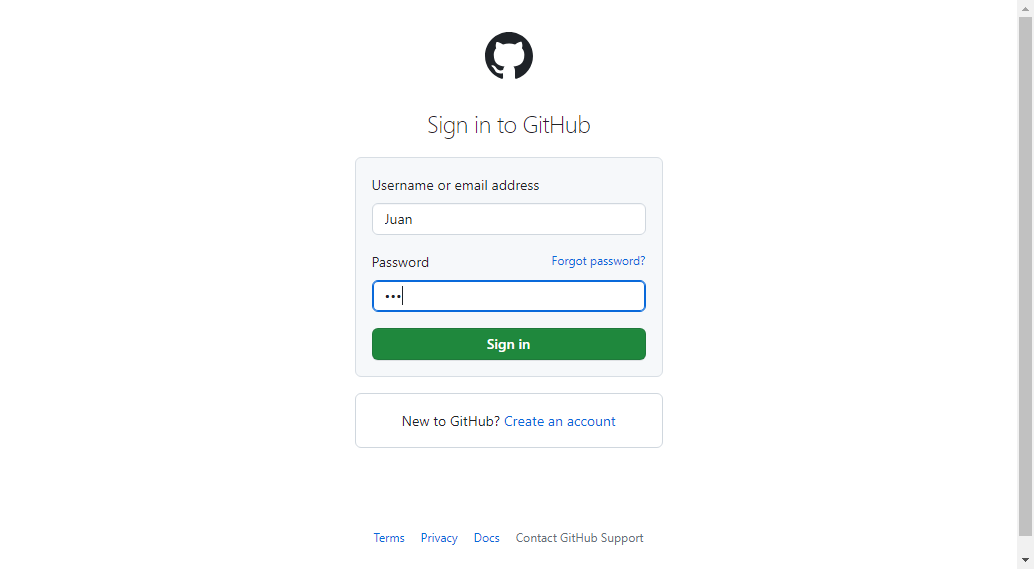 Sign in to GitHub
Username or email address
Juan
Password Forgot password?
•••
Sign in
New to GitHub? Create an account
Terms Privacy Docs Contact GitHub Support